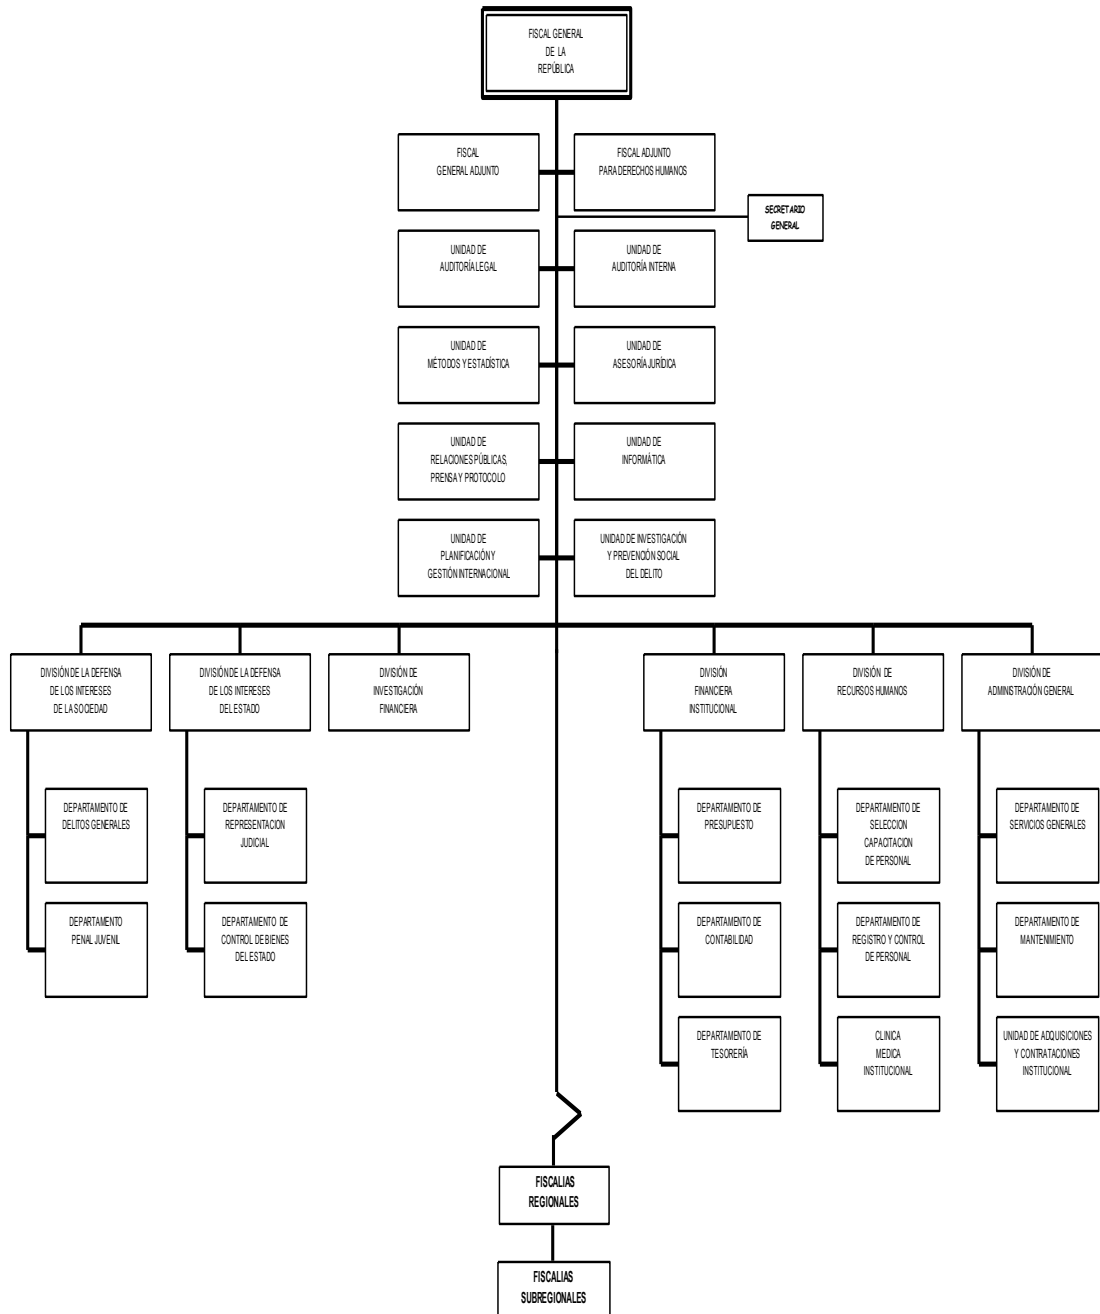 FISCAL GENERAL
DE LA
REPÚBLICA
FISCAL
GENERAL ADJUNTO
FISCAL ADJUNTO
PARA DERECHOS HUMANOS
SECRETARIO
GENERAL
UNIDAD DE
AUDITORÍA LEGAL
UNIDAD DE
AUDITORÍA INTERNA
UNIDAD DE
MÉTODOS Y ESTADÍSTICA
UNIDAD DE
ASESORÍA JURÍDICA
UNIDAD DE
RELACIONES PÚBLICAS,
PRENSA Y PROTOCOLO
UNIDAD DE
INFORMÁTICA
UNIDAD DE
PLANIFICACIÓN Y
GESTIÓN INTERNACIONAL
UNIDAD DE INVESTIGACIÓN
Y PREVENCIÓN SOCIAL
DEL DELITO
DIVISIÓN DE LA DEFENSA
DE LOS INTERESES
DE LA SOCIEDAD
DIVISIÓN DE LA DEFENSA
DE LOS INTERESES
DEL ESTADO
DIVISIÓN DE
INVESTIGACIÓN
FINANCIERA
DIVISIÓN
FINANCIERA
INSTITUCIONAL
DIVISIÓN DE
RECURSOS HUMANOS
DIVISIÓN DE
ADMINISTRACIÓN GENERAL
DEPARTAMENTO DE
DELITOS GENERALES
DEPARTAMENTO DE
REPRESENTACION
JUDICIAL
DEPARTAMENTO DE
PRESUPUESTO
DEPARTAMENTO DE
SELECCION
CAPACITACION
DE PERSONAL
DEPARTAMENTO DE
SERVICIOS GENERALES
DEPARTAMENTO
PENAL JUVENIL
DEPARTAMENTO DE
CONTROL DE BIENES
DEL ESTADO
DEPARTAMENTO DE
CONTABILIDAD
DEPARTAMENTO DE
REGISTRO Y CONTROL
DE PERSONAL
DEPARTAMENTO DE
MANTENIMIENTO
DEPARTAMENTO DE
TESORERÍA
CLINICA
MEDICA
INSTITUCIONAL
UNIDAD DE ADQUISICIONES
Y CONTRATACIONES
INSTITUCIONAL
FISCALIAS
REGIONALES
FISCALIAS
SUBREGIONALES